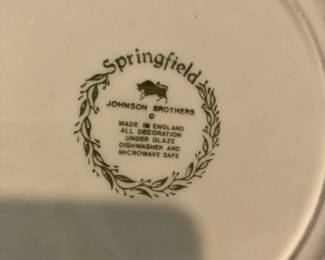 Springfield
JOHNSON BROTHERS
©
MADE IN ENGLAND
ALL DECORATION
UNDER GLAZE
DISHWASHER AND
MICROWAVE SAFE